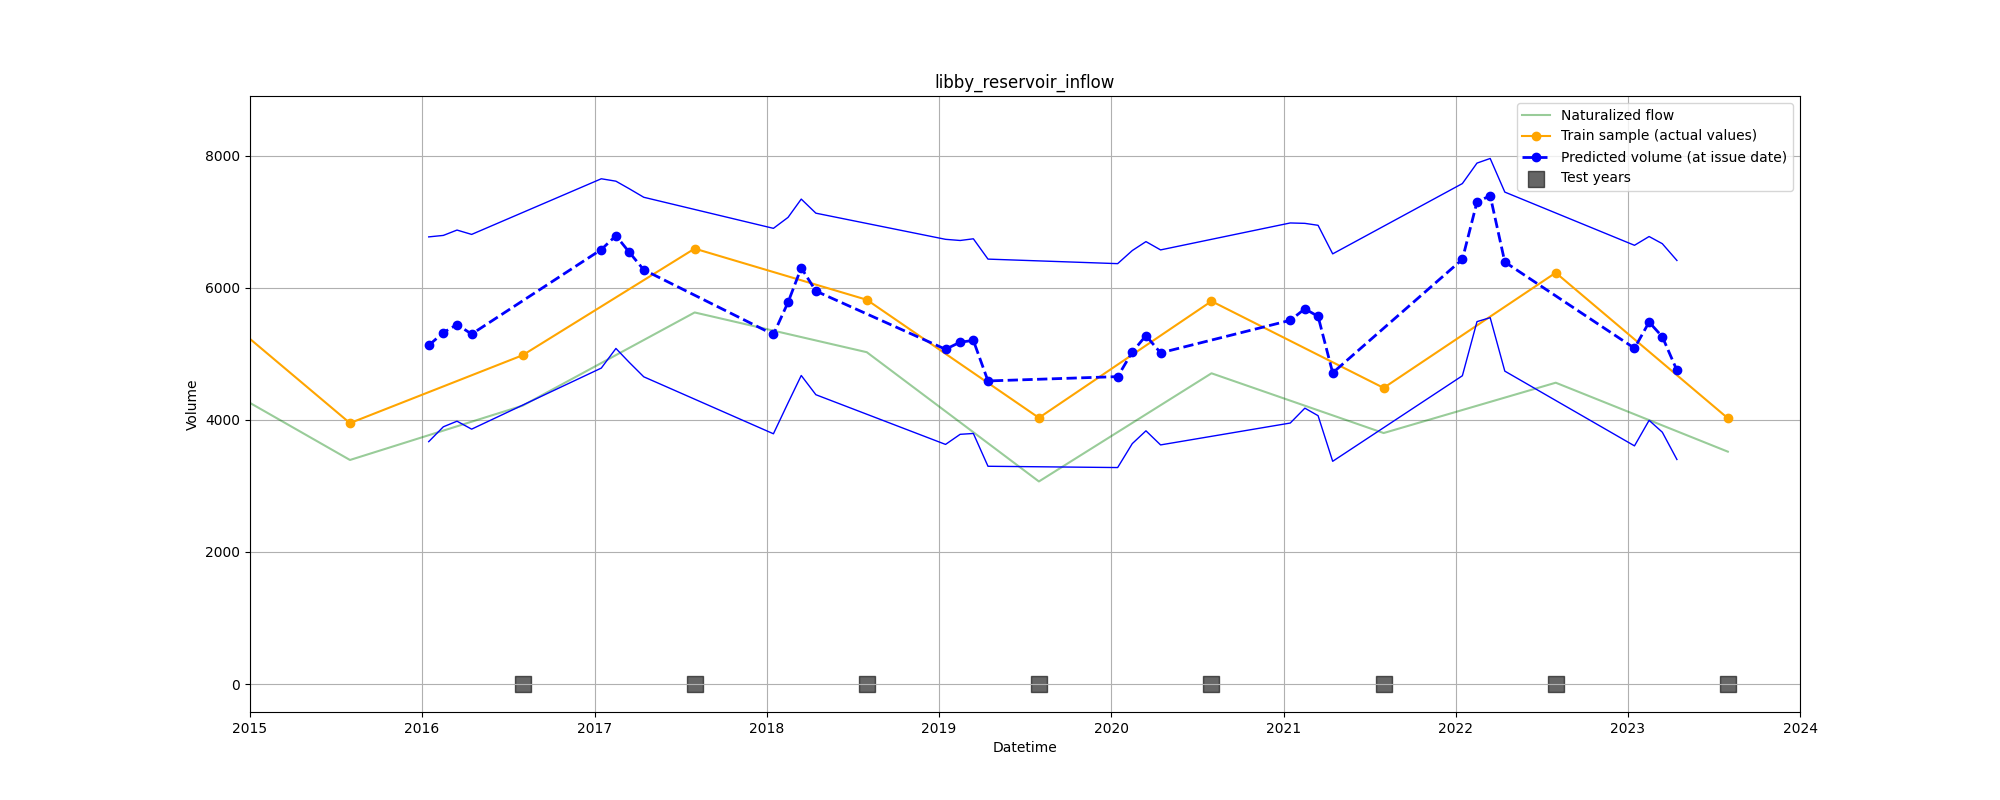 libby_reservoir_inflow
Naturalized flow
Train sample (actual values)
Predicted volume (at issue date)
Test years
8000
6000
4000
2000
0
Volume
2015 2016 2017 2018 2019 2020 2021 2022 2023 2024
Datetime